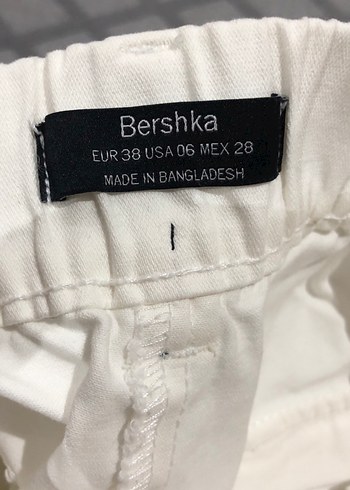 Bershka
EUR 38 USA 06 MEX 28
MADE IN BANGLADESH